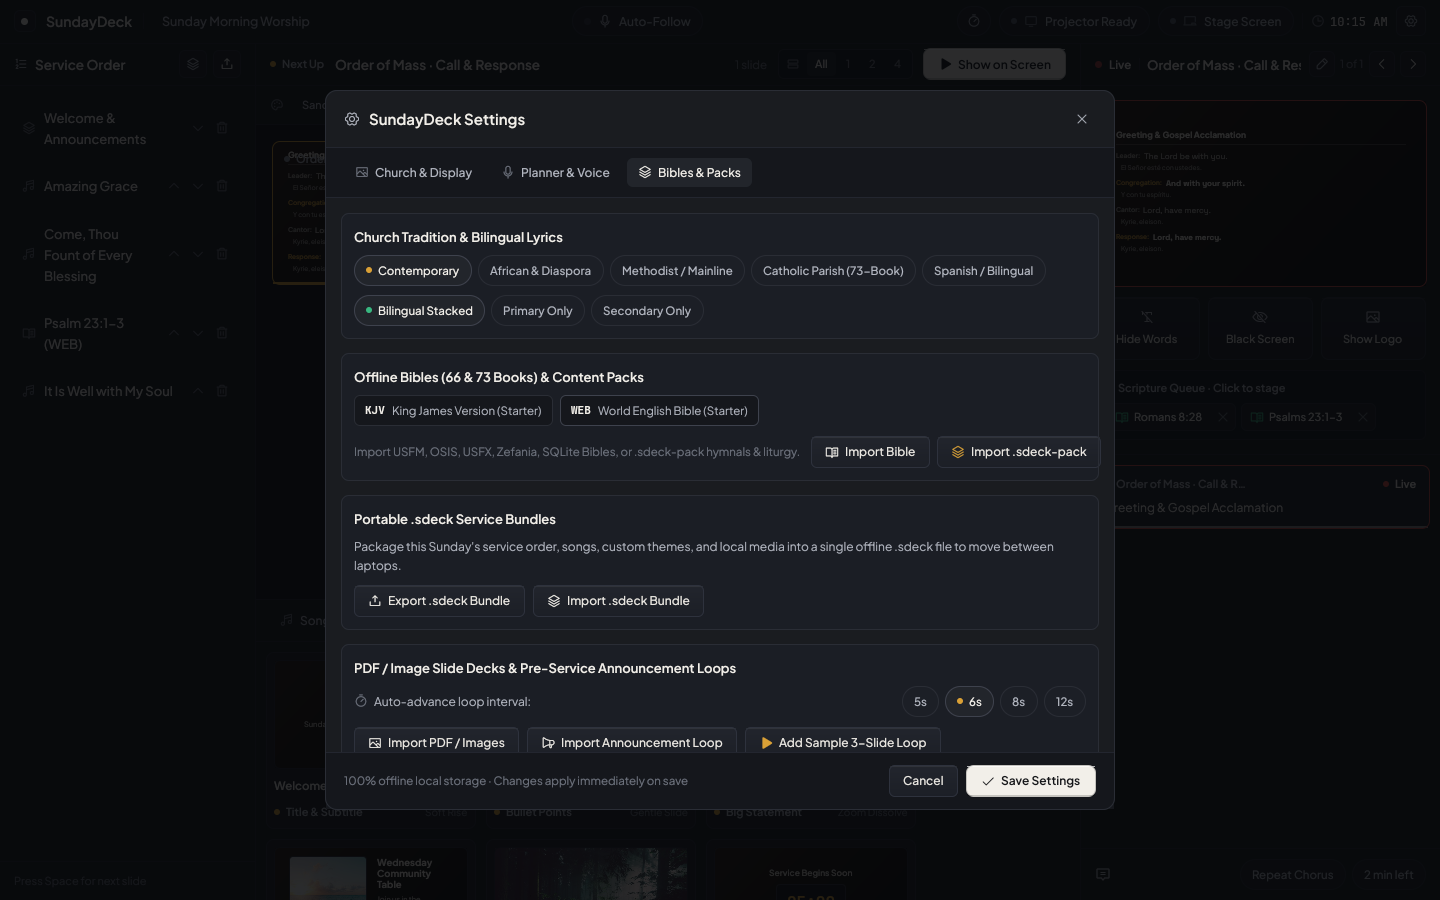 SundayDeck
Sunday Morning Worship
Auto-Follow
Projector Ready
Stage Screen
10:15 AM
Service Order
Next Up
Order of Mass · Call & Response
1 slide
All
1
2
4
Show on Screen
Live
Order of Mass · Call & Res
1 of 1
Welcome &
Announcements
Amazing Grace
Come, Thou
Fount of Every
Blessing
Psalm 23:1–3
(WEB)
It Is Well with My Soul
SundayDeck Settings
Church & Display
Planner & Voice
Bibles & Packs
Church Tradition & Bilingual Lyrics
Contemporary
African & Diaspora
Methodist / Mainline
Catholic Parish (73–Book)
Spanish / Bilingual
Bilingual Stacked
Primary Only
Secondary Only
Offline Bibles (66 & 73 Books) & Content Packs
KJV King James Version (Starter)
WEB World English Bible (Starter)
Import USFM, OSIS, USFX, Zefania, SQLite Bibles, or .sdeck-pack hymnals & liturgy.
Import Bible
Import .sdeck-pack
Portable .sdeck Service Bundles
Package this Sunday's service order, songs, custom themes, and local media into a single offline .sdeck file to move between
laptops.
Export .sdeck Bundle
Import .sdeck Bundle
PDF / Image Slide Decks & Pre-Service Announcement Loops
Auto-advance loop interval:
5s
6s
8s
12s
Import PDF / Images
Import Announcement Loop
Add Sample 3–Slide Loop
100% offline local storage · Changes apply immediately on save
Cancel
Save Settings
Greeting & Gospel Acclamation
Leader: The Lord be with you.
Congregation: And with your spirit.
Cantor: Lord, have mercy.
Response: Lord, have mercy.
Hide Words
Black Screen
Show Logo
Scripture Queue · Click to stage
Romans 8:28
Psalms 23:1–3
Order of Mass · Call & R...
Live
reeting & Gospel Acclamation
Welcome
Title & Subtitle
Bullet Points
Big Statement
Zoom Dissolve
Wednesday
Community
Table
Service Begins Soon
Press Space for next slide
Repeat Chorus
2 min left